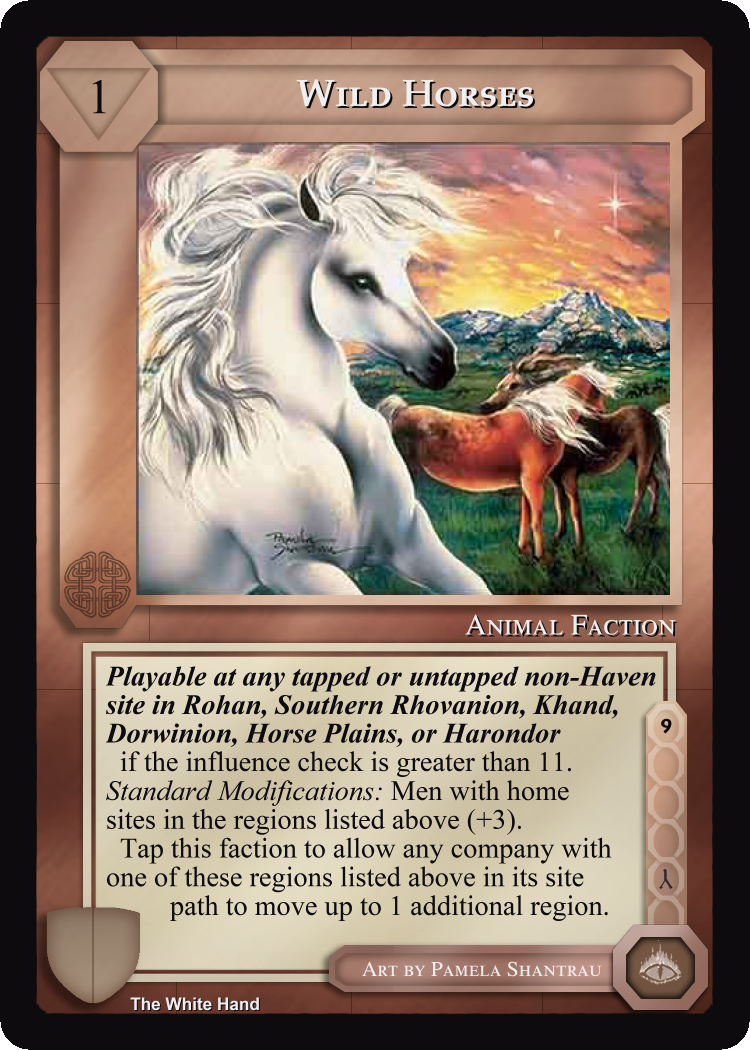 1
Wild Horses
Pamela
Shantrau
Animal Faction
Playable at any tapped or untapped non-Haven
site in Rohan, Southern Rhovanion, Khand,
Dorwinion, Horse Plains, or Harondor
if the influence check is greater than 11.
Standard Modifications: Men with home
sites in the regions listed above (+3).
Tap this faction to allow any company with
one of these regions listed above in its site
path to move up to 1 additional region.
9
Art by Pamela Shantrau
The White Hand